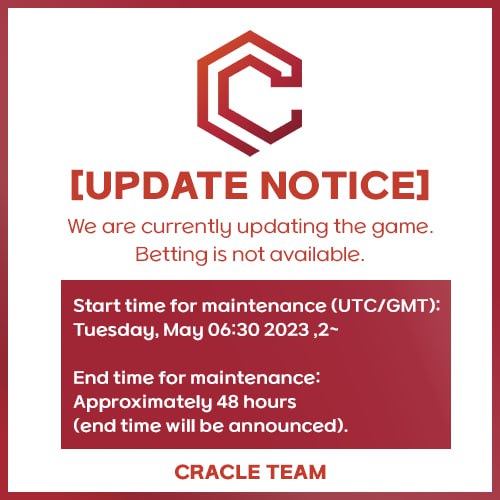 [UPDATE NOTICE]
We are currently updating the game.
Betting is not available.
Start time for maintenance (UTC/GMT):
Tuesday, May 06:30 2023 ,2~
End time for maintenance:
Approximately 48 hours
(end time will be announced).
CRACLE TEAM